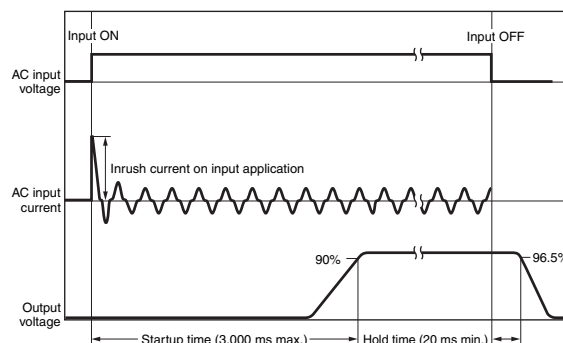 Input ON
Input OFF
AC input
voltage
Inrush current on input application
AC input
current
90%
96.5%
Output
voltage
Startup time (3,000 ms max.)
Hold time (20 ms min.)